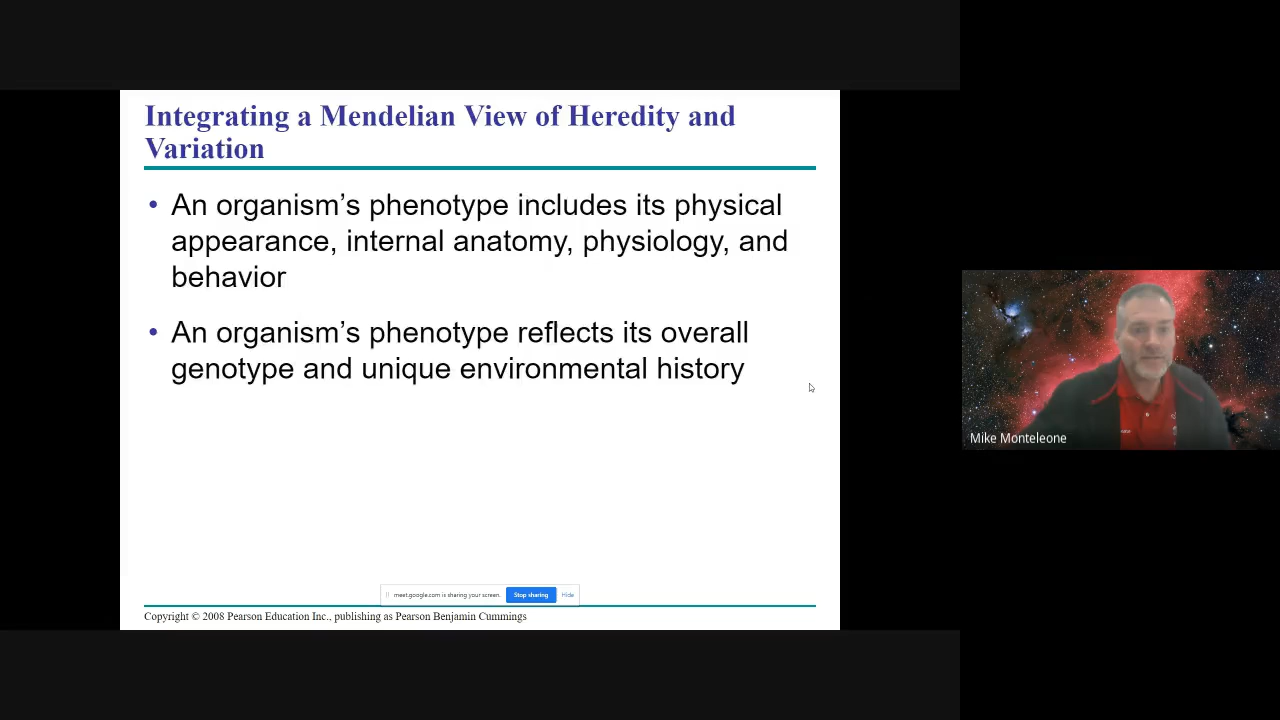 Integrating a Mendelian View of Heredity and
Variation
• An organism’s phenotype includes its physical
appearance, internal anatomy, physiology, and
behavior
• An organism’s phenotype reflects its overall
genotype and unique environmental history
Mike Monteleone
meet.google.com is sharing your screen. Stop sharing Hide
Copyright © 2008 Pearson Education Inc., publishing as Pearson Benjamin Cummings